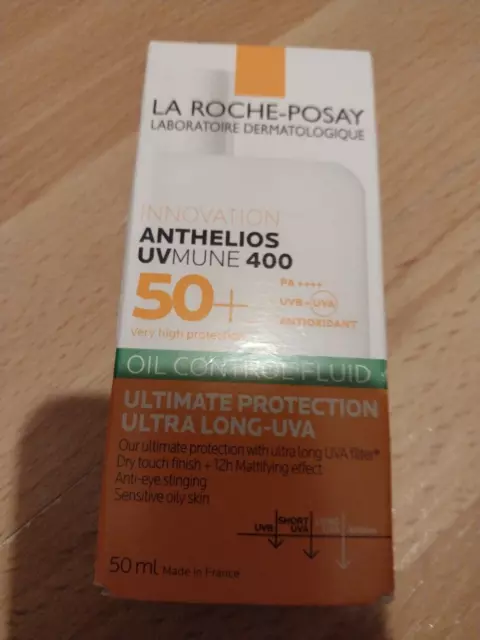 LA ROCHE-POSAY
LABORATOIRE DERMATOLOGIQUE
INNOVATION
ANTHELIOS
UVMUNE 400
50+
PA ++++
UVB + UVA
ANTIOXIDANT
Very high protection
OIL CONTROL FLUID
ULTIMATE PROTECTION
ULTRA LONG-UVA
Our ultimate protection with ultra long UVA filter*
Dry touch finish + 12h Mattifying effect
Anti-eye stinging
Sensitive oily skin
UVB
SHORT
UVA
50 ml Made in France